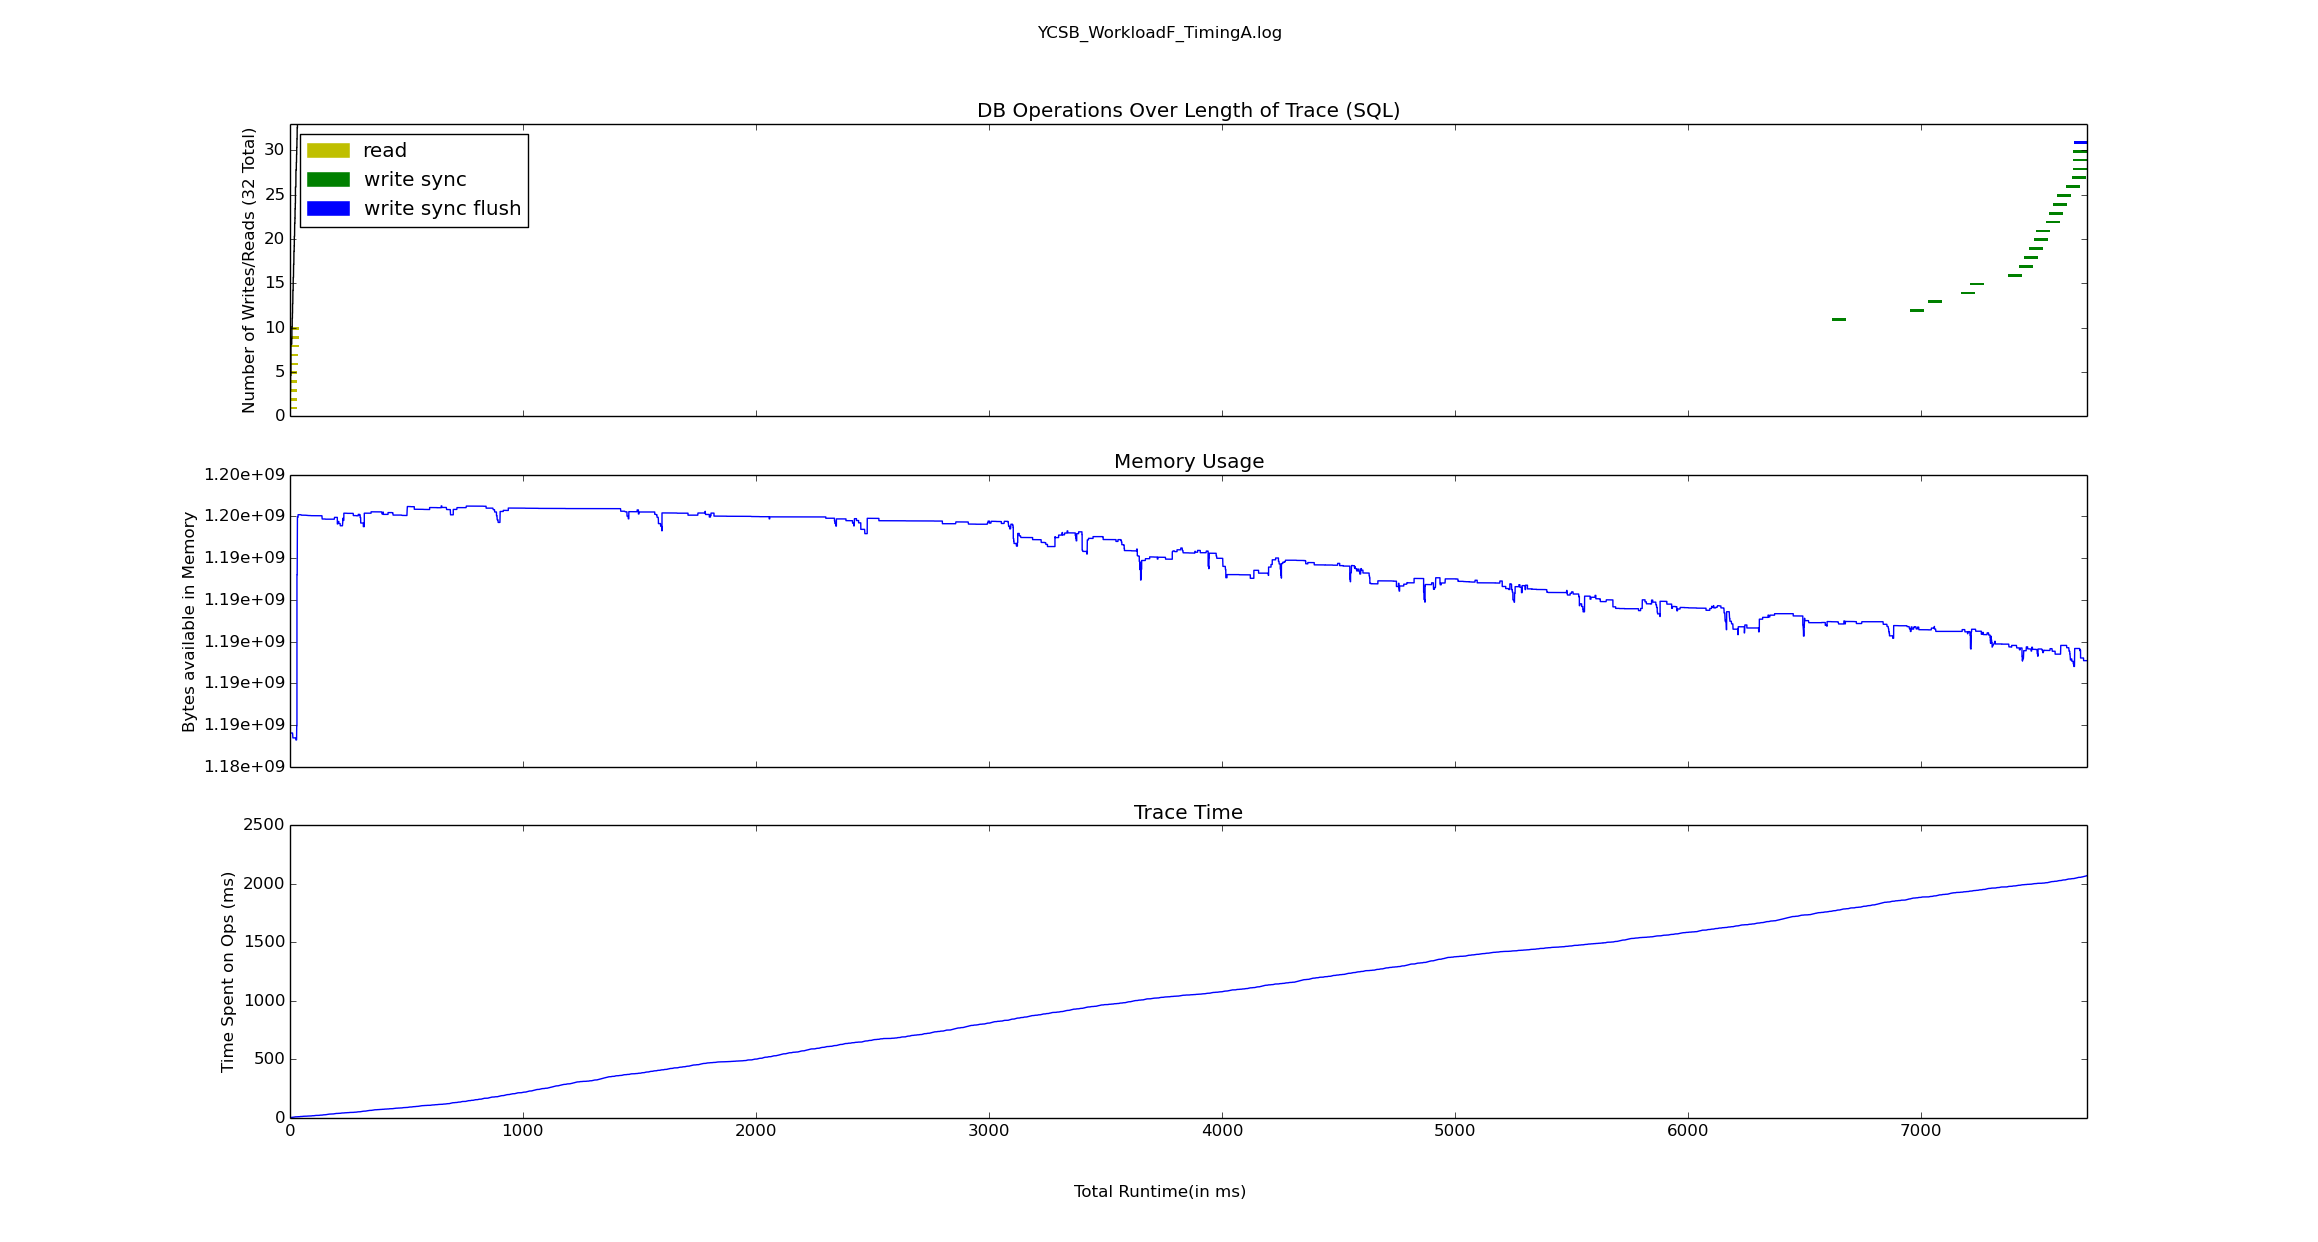 YCSB_WorkloadF_TimingA.log
DB Operations Over Length of Trace (SQL)
Number of Writes/Reads (32 Total)
30
25
20
15
10
5
0
read
write sync
write sync flush
Memory Usage
Bytes available in Memory
1.20e+09
1.20e+09
1.19e+09
1.19e+09
1.19e+09
1.19e+09
1.19e+09
1.18e+09
Trace Time
Time Spent on Ops (ms)
2500
2000
1500
1000
500
0
0 1000 2000 3000 4000 5000 6000 7000
Total Runtime(in ms)